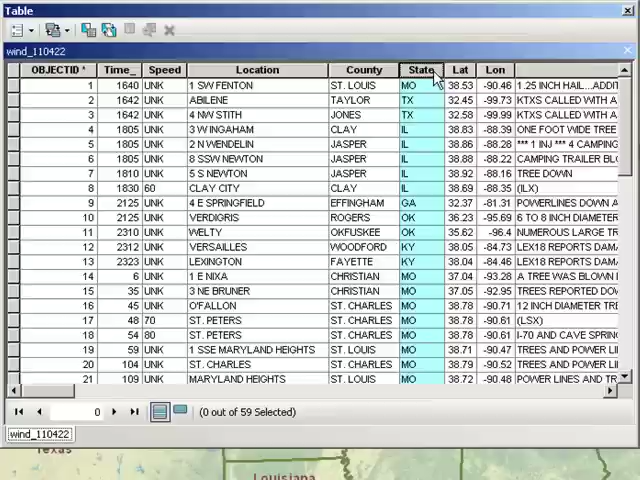 Table
wind_110422
OBJECTID * Time_ Speed Location County State Lat Lon
1 1640 UNK 1 SW FENTON ST. LOUIS MO 38.53 -90.46 1.25 INCH HAIL...ADDIT
2 1642 UNK ABILENE TAYLOR TX 32.45 -99.73 KTXS CALLED WITH A
3 1642 UNK 4 NW STITH JONES TX 32.58 -99.99 KTXS CALLED WITH A
4 1805 UNK 3 W INGAHAM CLAY IL 38.83 -88.39 ONE FOOT WIDE TREE
5 1805 UNK 2 N WENDELIN JASPER IL 38.86 -88.28 *** 1 INJ *** 4 CAMPING
6 1805 UNK 8 SSW NEWTON JASPER IL 38.88 -88.22 CAMPING TRAILER BLO
7 1810 UNK 5 S NEWTON JASPER IL 38.92 -88.16 TREE DOWN
8 1830 60 CLAY CITY CLAY IL 38.69 -88.35 (ILX)
9 2125 UNK 4 E SPRINGFIELD EFFINGHAM GA 32.37 -81.31 POWERLINES DOWN A
10 2125 UNK VERDIGRIS ROGERS OK 36.23 -95.69 6 TO 8 INCH DIAMETER
11 2310 UNK WELTY OKFUSKEE OK 35.62 -96.4 NUMEROUS LARGE TR
12 2312 UNK VERSAILLES WOODFORD KY 38.05 -84.73 LEX18 REPORTS DAMA
13 2323 UNK LEXINGTON FAYETTE KY 38.04 -84.46 LEX18 REPORTS DAMA
14 6 UNK 1 E NIXA CHRISTIAN MO 37.04 -93.28 A TREE WAS BLOWN D
15 35 UNK 3 NE BRUNER CHRISTIAN MO 37.05 -92.95 TREES REPORTED DO
16 45 UNK O'FALLON ST. CHARLES MO 38.78 -90.71 12 INCH DIAMETER TRE
17 48 70 ST. PETERS ST. CHARLES MO 38.78 -90.61 (LSX)
18 54 80 ST. PETERS ST. CHARLES MO 38.78 -90.61 I-70 AND CAVE SPRING
19 59 UNK 1 SSE MARYLAND HEIGHTS ST. LOUIS MO 38.71 -90.47 TREES AND POWER LI
20 104 UNK ST. CHARLES ST. CHARLES MO 38.79 -90.52 TREES AND POWER LI
21 109 UNK MARYLAND HEIGHTS ST. LOUIS MO 38.72 -90.48 POWER LINES AND TR
0 (0 out of 59 Selected)
wind_110422
Texas
Louisiana